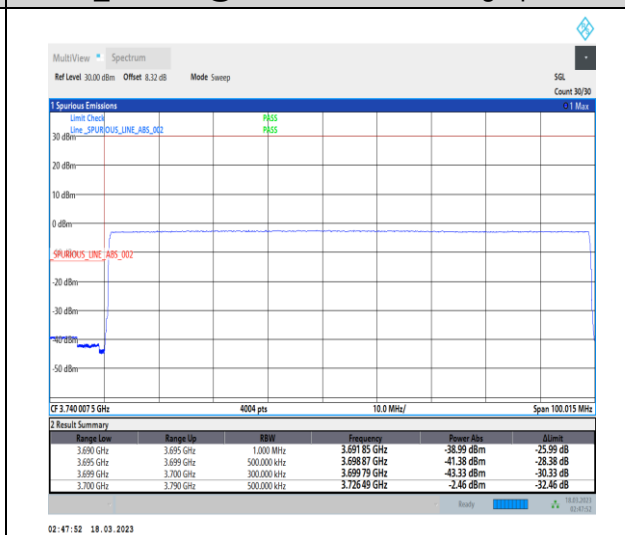 MultiView Spectrum
Ref Level 30.00 dBm Offset 8.32 dB Mode Sweep SGL
Count 30/30
1 Spurious Emissions 1 Max
Limit Check PASS
Line _SPURIOUS_LINE_ABS_002 PASS
30 dBm
20 dBm
10 dBm
0 dBm
SPURIOUS_LINE_ABS_002
-20 dBm
-30 dBm
-40 dBm
-50 dBm
CF 3.740 007 5 GHz 4004 pts 10.0 MHz/ Span 100.015 MHz
2 Result Summary
Range Low Range Up RBW Frequency Power Abs ΔLimit
3.690 GHz 3.695 GHz 1.000 MHz 3.691 85 GHz -38.99 dBm -25.99 dB
3.695 GHz 3.699 GHz 500.000 kHz 3.698 87 GHz -41.38 dBm -28.38 dB
3.699 GHz 3.700 GHz 300.000 kHz 3.699 79 GHz -43.33 dBm -30.33 dB
3.700 GHz 3.790 GHz 500.000 kHz 3.726 49 GHz -2.46 dBm -32.46 dB
Ready 18.03.2023
02:47:52
02:47:52 18.03.2023